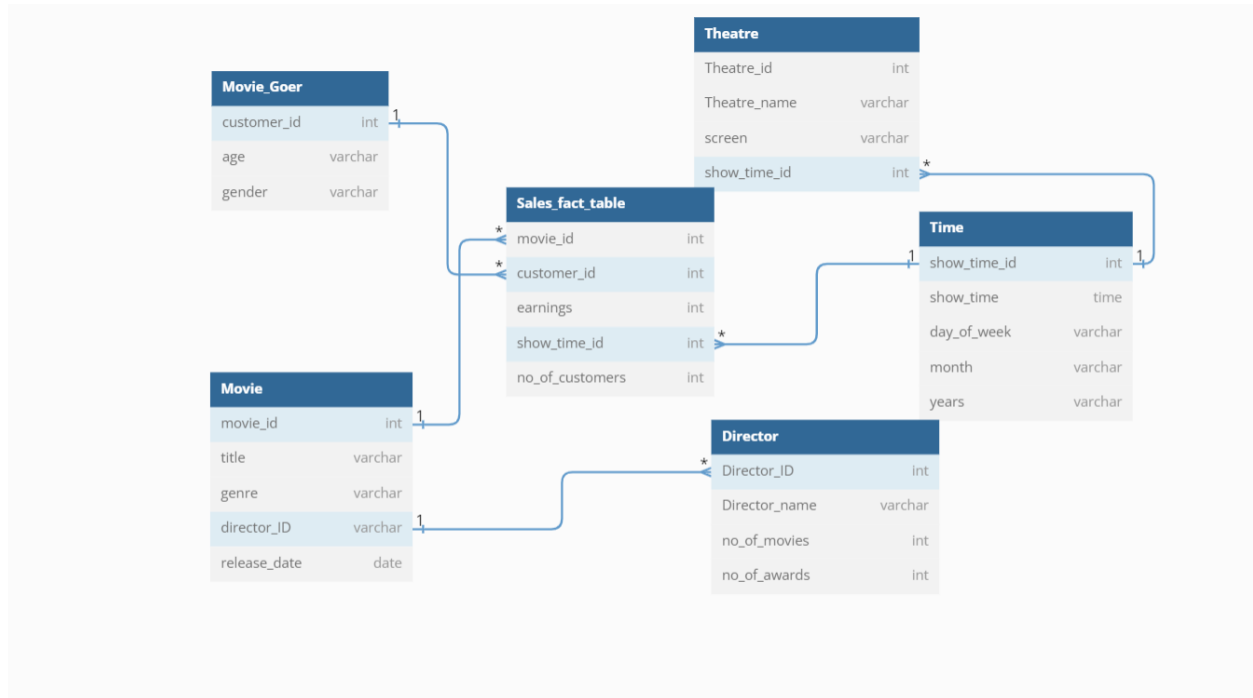 Theatre
Theatre_id int
Theatre_name varchar
screen varchar
show_time_id int
*
Movie_Goer
customer_id int
1
age varchar
gender varchar
Sales_fact_table
* movie_id int
* customer_id int
earnings int
show_time_id int
*
no_of_customers int
Time
1 show_time_id int 1
show_time time
day_of_week varchar
month varchar
years varchar
Movie
movie_id int
1
title varchar
genre varchar
director_ID varchar
1
release_date date
Director
* Director_ID int
Director_name varchar
no_of_movies int
no_of_awards int